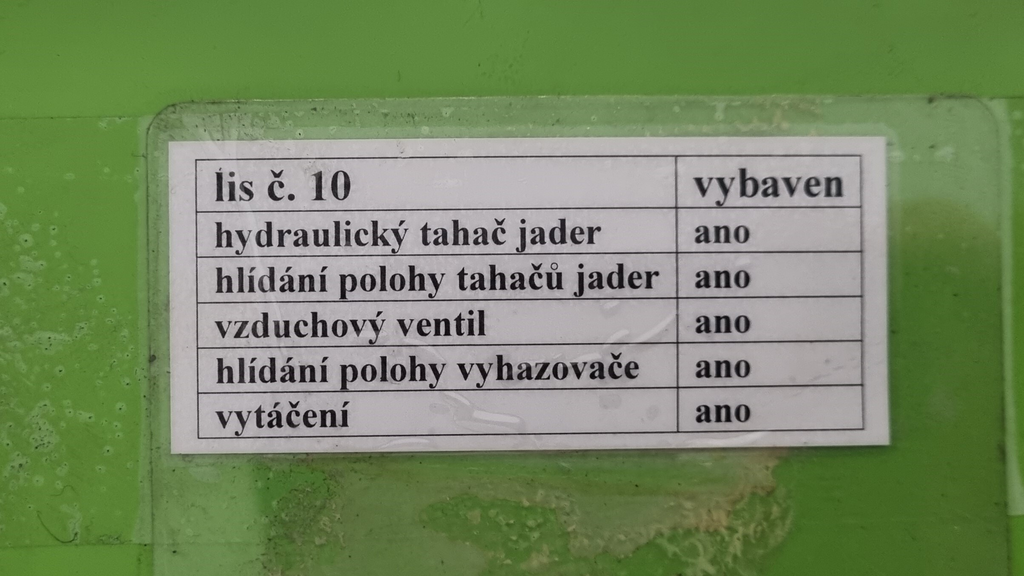 lis č. 10 vybaven
hydraulický tahač jader ano
hlídání polohy tahačů jader ano
vzduchový ventil ano
hlídání polohy vyhazovače ano
vytáčení ano